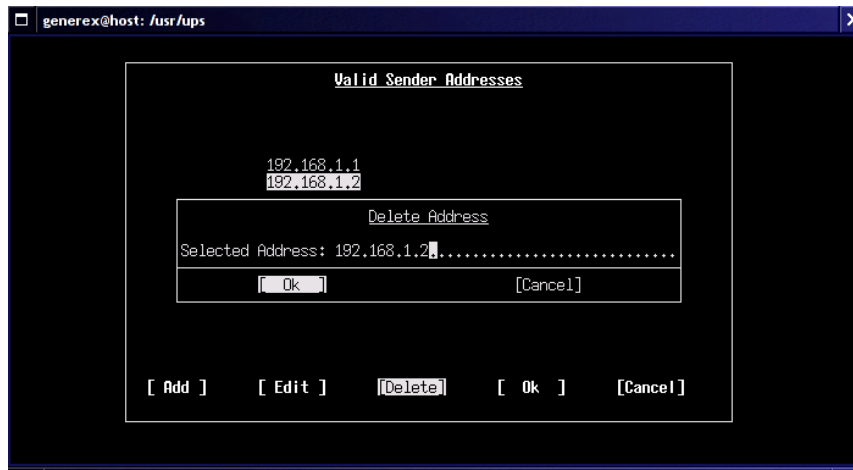 generex@host: /usr/ups
Valid Sender Addresses
192.168.1.1
192.168.1.2
Delete Address
Selected Address: 192.168.1.2.............................
[ Ok ] [Cancel]
[ Add ] [ Edit ] [Delete] [ Ok ] [Cancel]